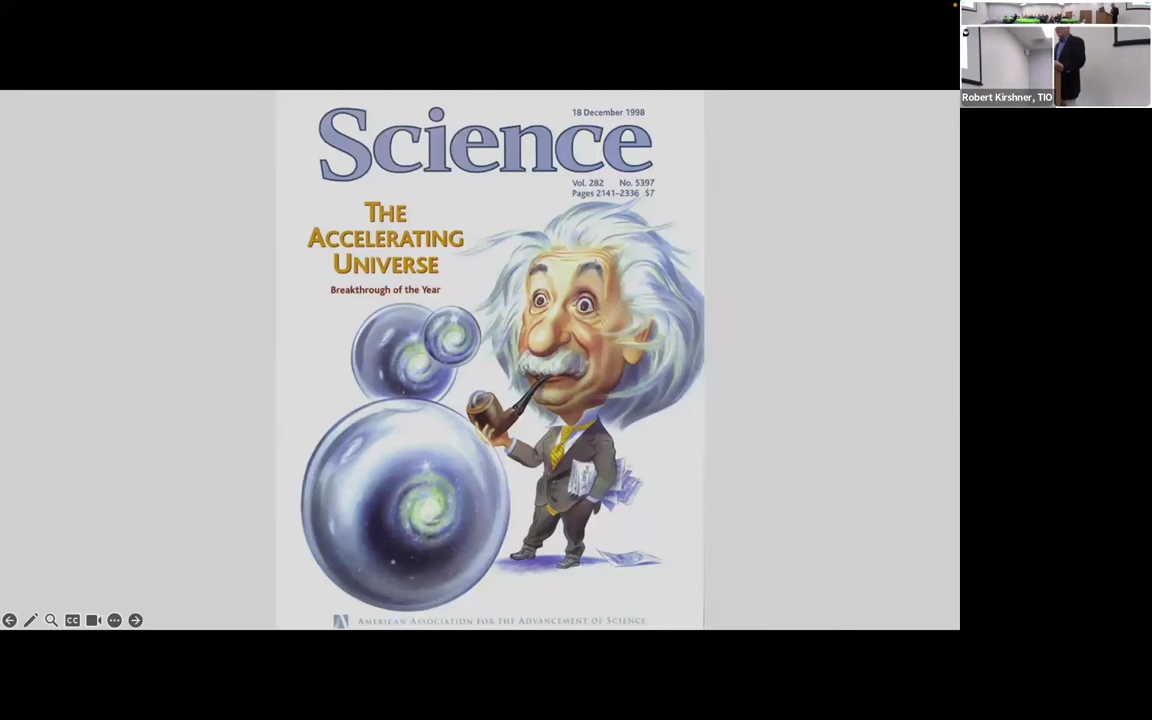 Science
18 December 1998
Vol. 282 No. 5397
Pages 2141–2336 $7
THE
ACCELERATING
UNIVERSE
Breakthrough of the Year
AMERICAN ASSOCIATION FOR THE ADVANCEMENT OF SCIENCE
CC
Robert Kirshner, TIO